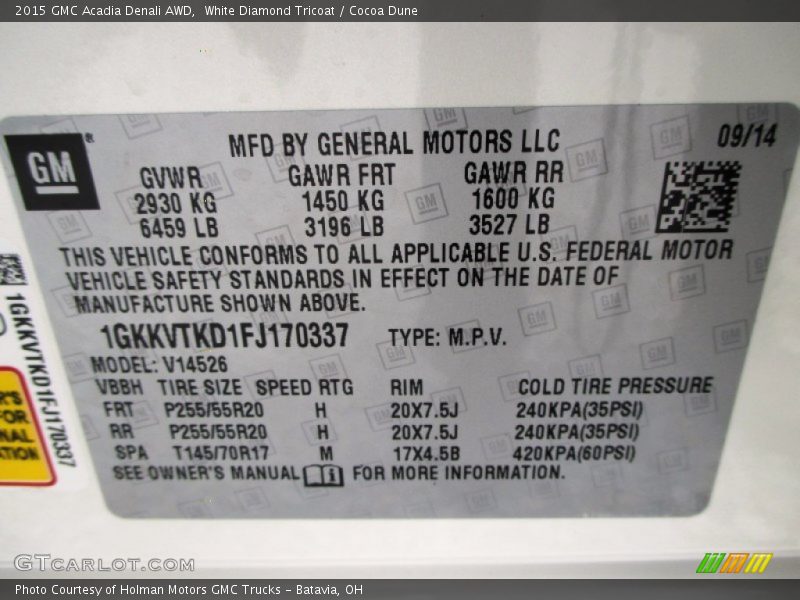 2015 GMC Acadia Denali AWD, White Diamond Tricoat / Cocoa Dune
GM ®
MFD BY GENERAL MOTORS LLC 09/14
GVWR GAWR FRT GAWR RR
2930 KG 1450 KG 1600 KG
6459 LB 3196 LB 3527 LB
THIS VEHICLE CONFORMS TO ALL APPLICABLE U.S. FEDERAL MOTOR
VEHICLE SAFETY STANDARDS IN EFFECT ON THE DATE OF
MANUFACTURE SHOWN ABOVE.
1GKKVTKD1FJ170337 TYPE: M.P.V.
MODEL: V14526
VBBH TIRE SIZE SPEED RTG RIM COLD TIRE PRESSURE
FRT P255/55R20 H 20X7.5J 240KPA(35PSI)
RR P255/55R20 H 20X7.5J 240KPA(35PSI)
SPA T145/70R17 M 17X4.5B 420KPA(60PSI)
SEE OWNER'S MANUAL i FOR MORE INFORMATION.
1GKKVTKD1FJ170337
GTCARLOT.COM
Photo Courtesy of Holman Motors GMC Trucks – Batavia, OH